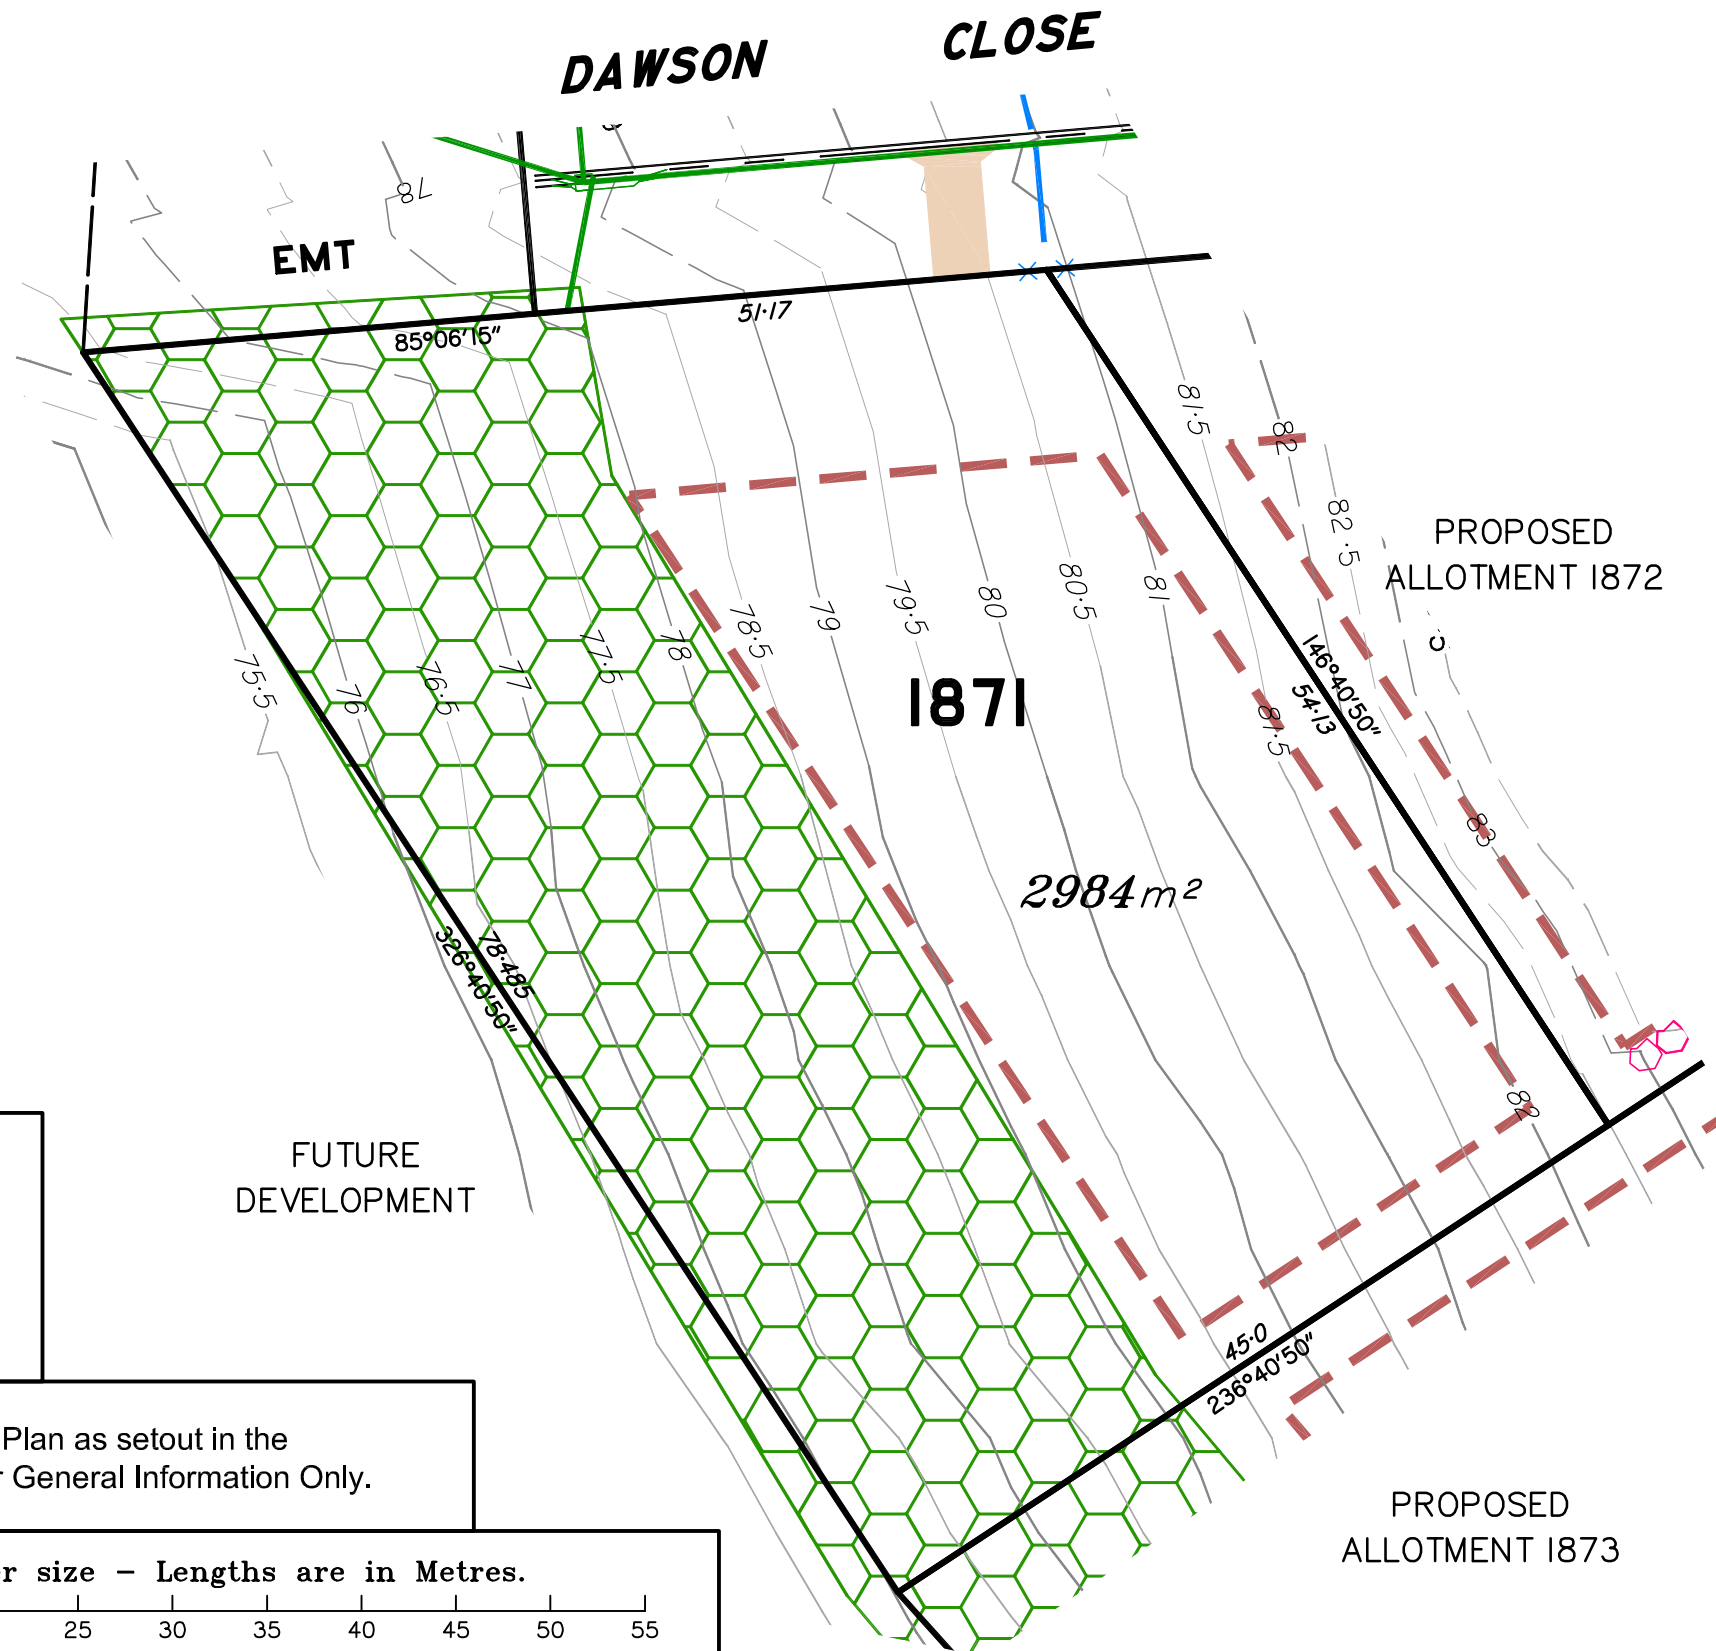 DAWSON CLOSE
78
EMT
51·17
85°06'15"
81·5
82
82·5
PROPOSED
ALLOTMENT 1872
75·5
76
76·5
77
77·5
78
78·5
79
79·5
80
80·5
81
1871
81·5
146°40'50"
54·13
83
2984m²
78·485
326°40'50"
82
FUTURE
DEVELOPMENT
45·0
236°40'50"
Plan as setout in the
r General Information Only.
PROPOSED
ALLOTMENT 1873
er size – Lengths are in Metres.
25 30 35 40 45 50 55